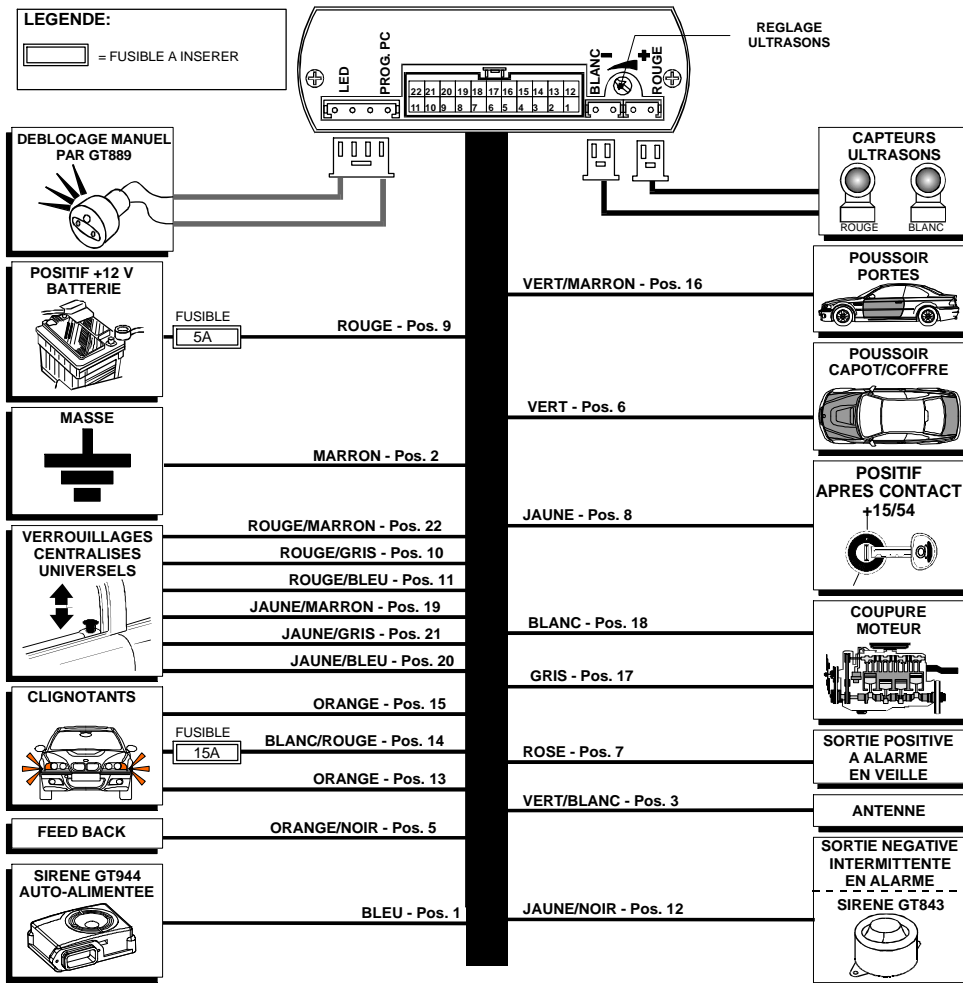 LEGENDE:
= FUSIBLE A INSERER
LED
PROG. PC
22 21 20 19 18 17 16 15 14 13 12
11 10 9 8 7 6 5 4 3 2 1
BLANC
- +
ROUGE
REGLAGE
ULTRASONS
DEBLOCAGE MANUEL
PAR GT889
CAPTEURS
ULTRASONS
ROUGE BLANC
POSITIF +12 V
BATTERIE
FUSIBLE
5A
ROUGE - Pos. 9
MASSE
MARRON - Pos. 2
VERROUILLAGES
CENTRALISES
UNIVERSELS
ROUGE/MARRON - Pos. 22
ROUGE/GRIS - Pos. 10
ROUGE/BLEU - Pos. 11
JAUNE/MARRON - Pos. 19
JAUNE/GRIS - Pos. 21
JAUNE/BLEU - Pos. 20
CLIGNOTANTS
ORANGE - Pos. 15
FUSIBLE
15A
BLANC/ROUGE - Pos. 14
ORANGE - Pos. 13
FEED BACK
ORANGE/NOIR - Pos. 5
SIRENE GT944
AUTO-ALIMENTEE
BLEU - Pos. 1
VERT/MARRON - Pos. 16
POUSSOIR
PORTES
VERT - Pos. 6
POUSSOIR
CAPOT/COFFRE
JAUNE - Pos. 8
POSITIF
APRES CONTACT
+15/54
BLANC - Pos. 18
GRIS - Pos. 17
COUPURE
MOTEUR
ROSE - Pos. 7
SORTIE POSITIVE
A ALARME
EN VEILLE
VERT/BLANC - Pos. 3
ANTENNE
SORTIE NEGATIVE
INTERMITTENTE
EN ALARME
JAUNE/NOIR - Pos. 12
SIRENE GT843